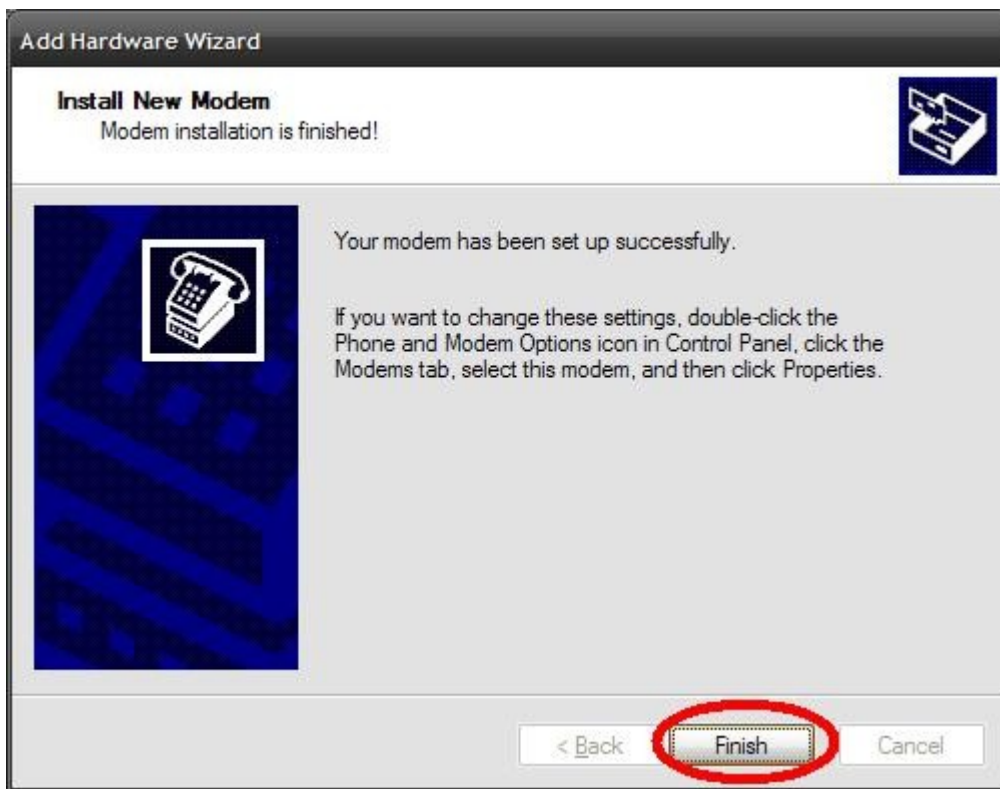 Add Hardware Wizard
Install New Modem
Modem installation is finished!
Your modem has been set up successfully.
If you want to change these settings, double-click the
Phone and Modem Options icon in Control Panel, click the
Modems tab, select this modem, and then click Properties.
< Back Finish Cancel